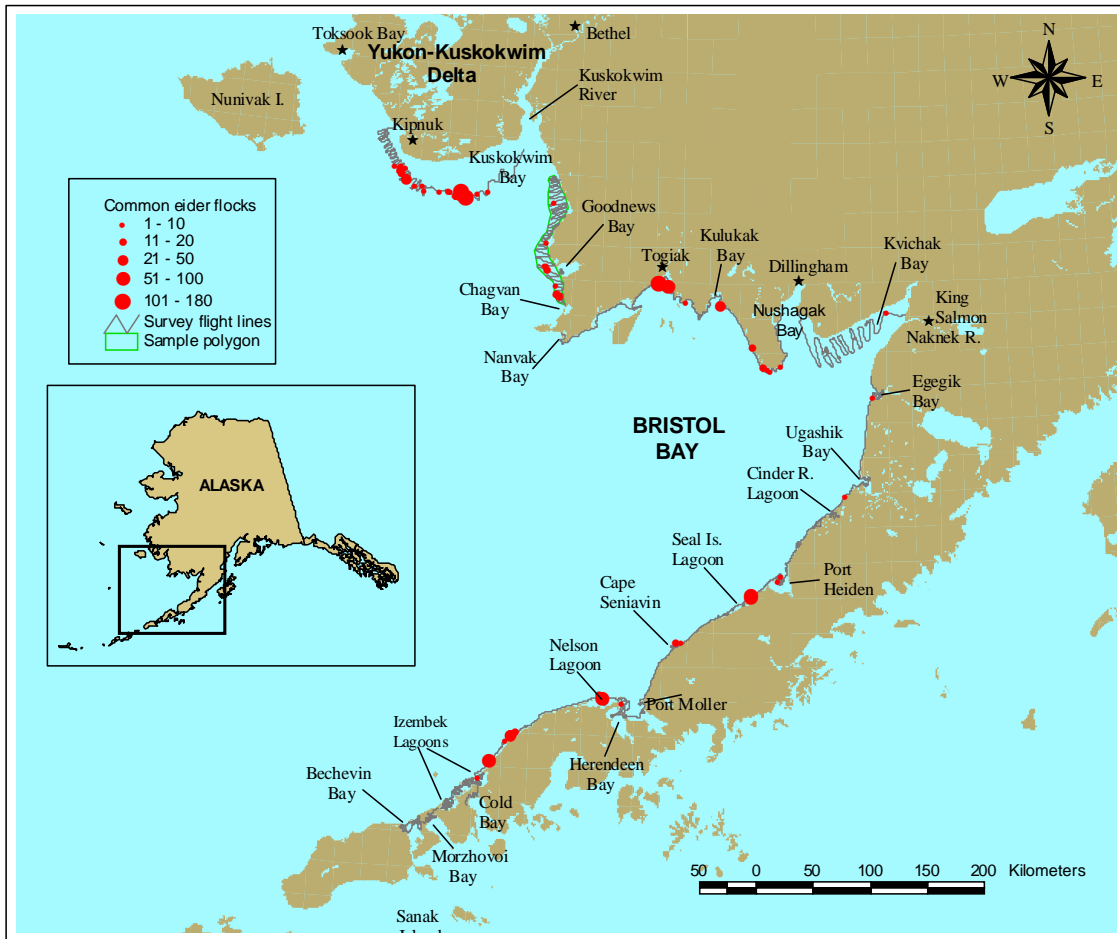 Toksook Bay
Bethel
Yukon-Kuskokwim
Delta
Nunivak I.
Kuskokwim
River
N
W
E
S
Kipnuk
Kuskokwim
Bay
Common eider flocks
1 - 10
11 - 20
21 - 50
51 - 100
101 - 180
Survey flight lines
Sample polygon
Goodnews
Bay
Togiak
Kulukak
Bay
Dillingham
Kvichak
Bay
Chagvan
Bay
Nushagak
Bay
King
Salmon
Naknek R.
Nanvak
Bay
Egegik
Bay
BRISTOL
BAY
Ugashik
Bay
Cinder R.
Lagoon
ALASKA
Seal Is.
Lagoon
Port
Heiden
Cape
Seniavin
Nelson
Lagoon
Port Moller
Izembek
Lagoons
Herendeen
Bay
Bechevin
Bay
Cold
Bay
Morzhovoi
Bay
50 0 50 100 150 200 Kilometers
Sanak